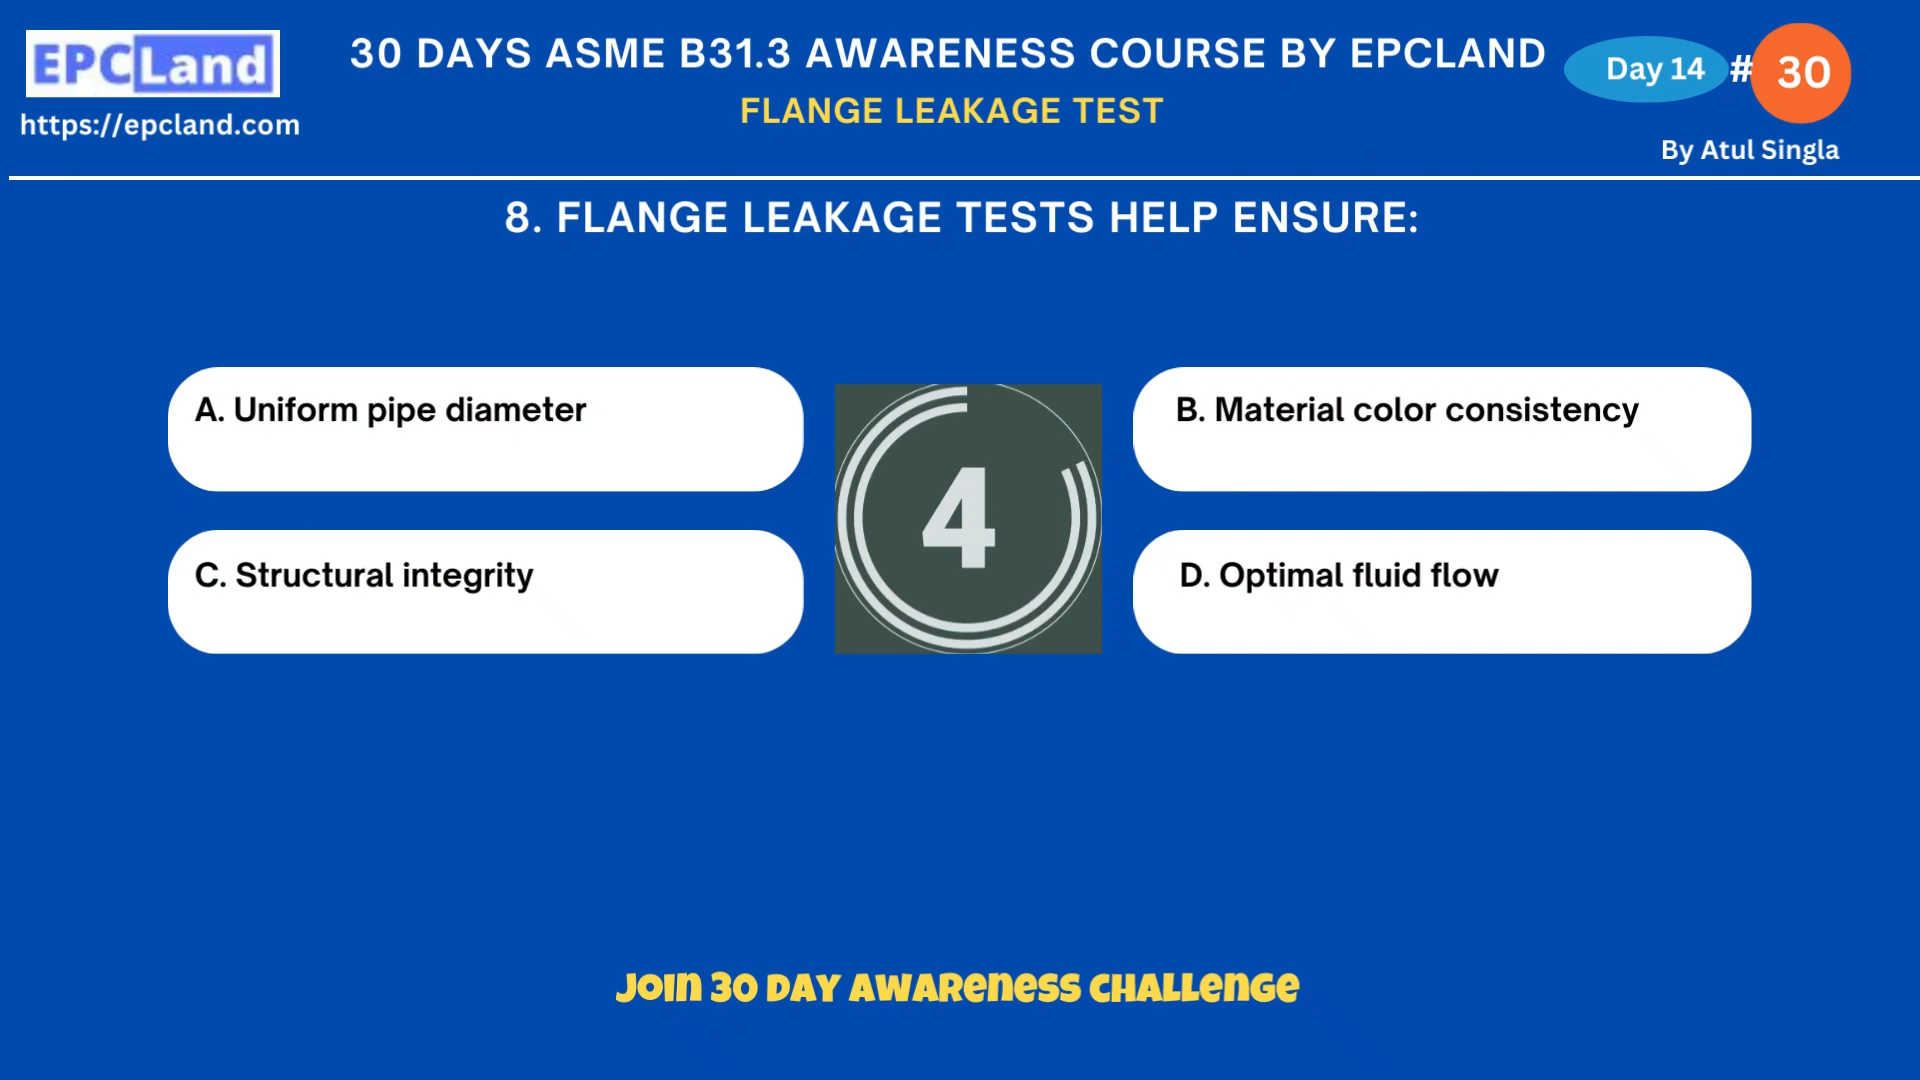 EPCLand
https://epcland.com
30 DAYS ASME B31.3 AWARENESS COURSE BY EPCLAND
FLANGE LEAKAGE TEST
Day 14 # 30
By Atul Singla
8. FLANGE LEAKAGE TESTS HELP ENSURE:
A. Uniform pipe diameter
B. Material color consistency
4
C. Structural integrity
D. Optimal fluid flow
Join 30 Day Awareness Challenge